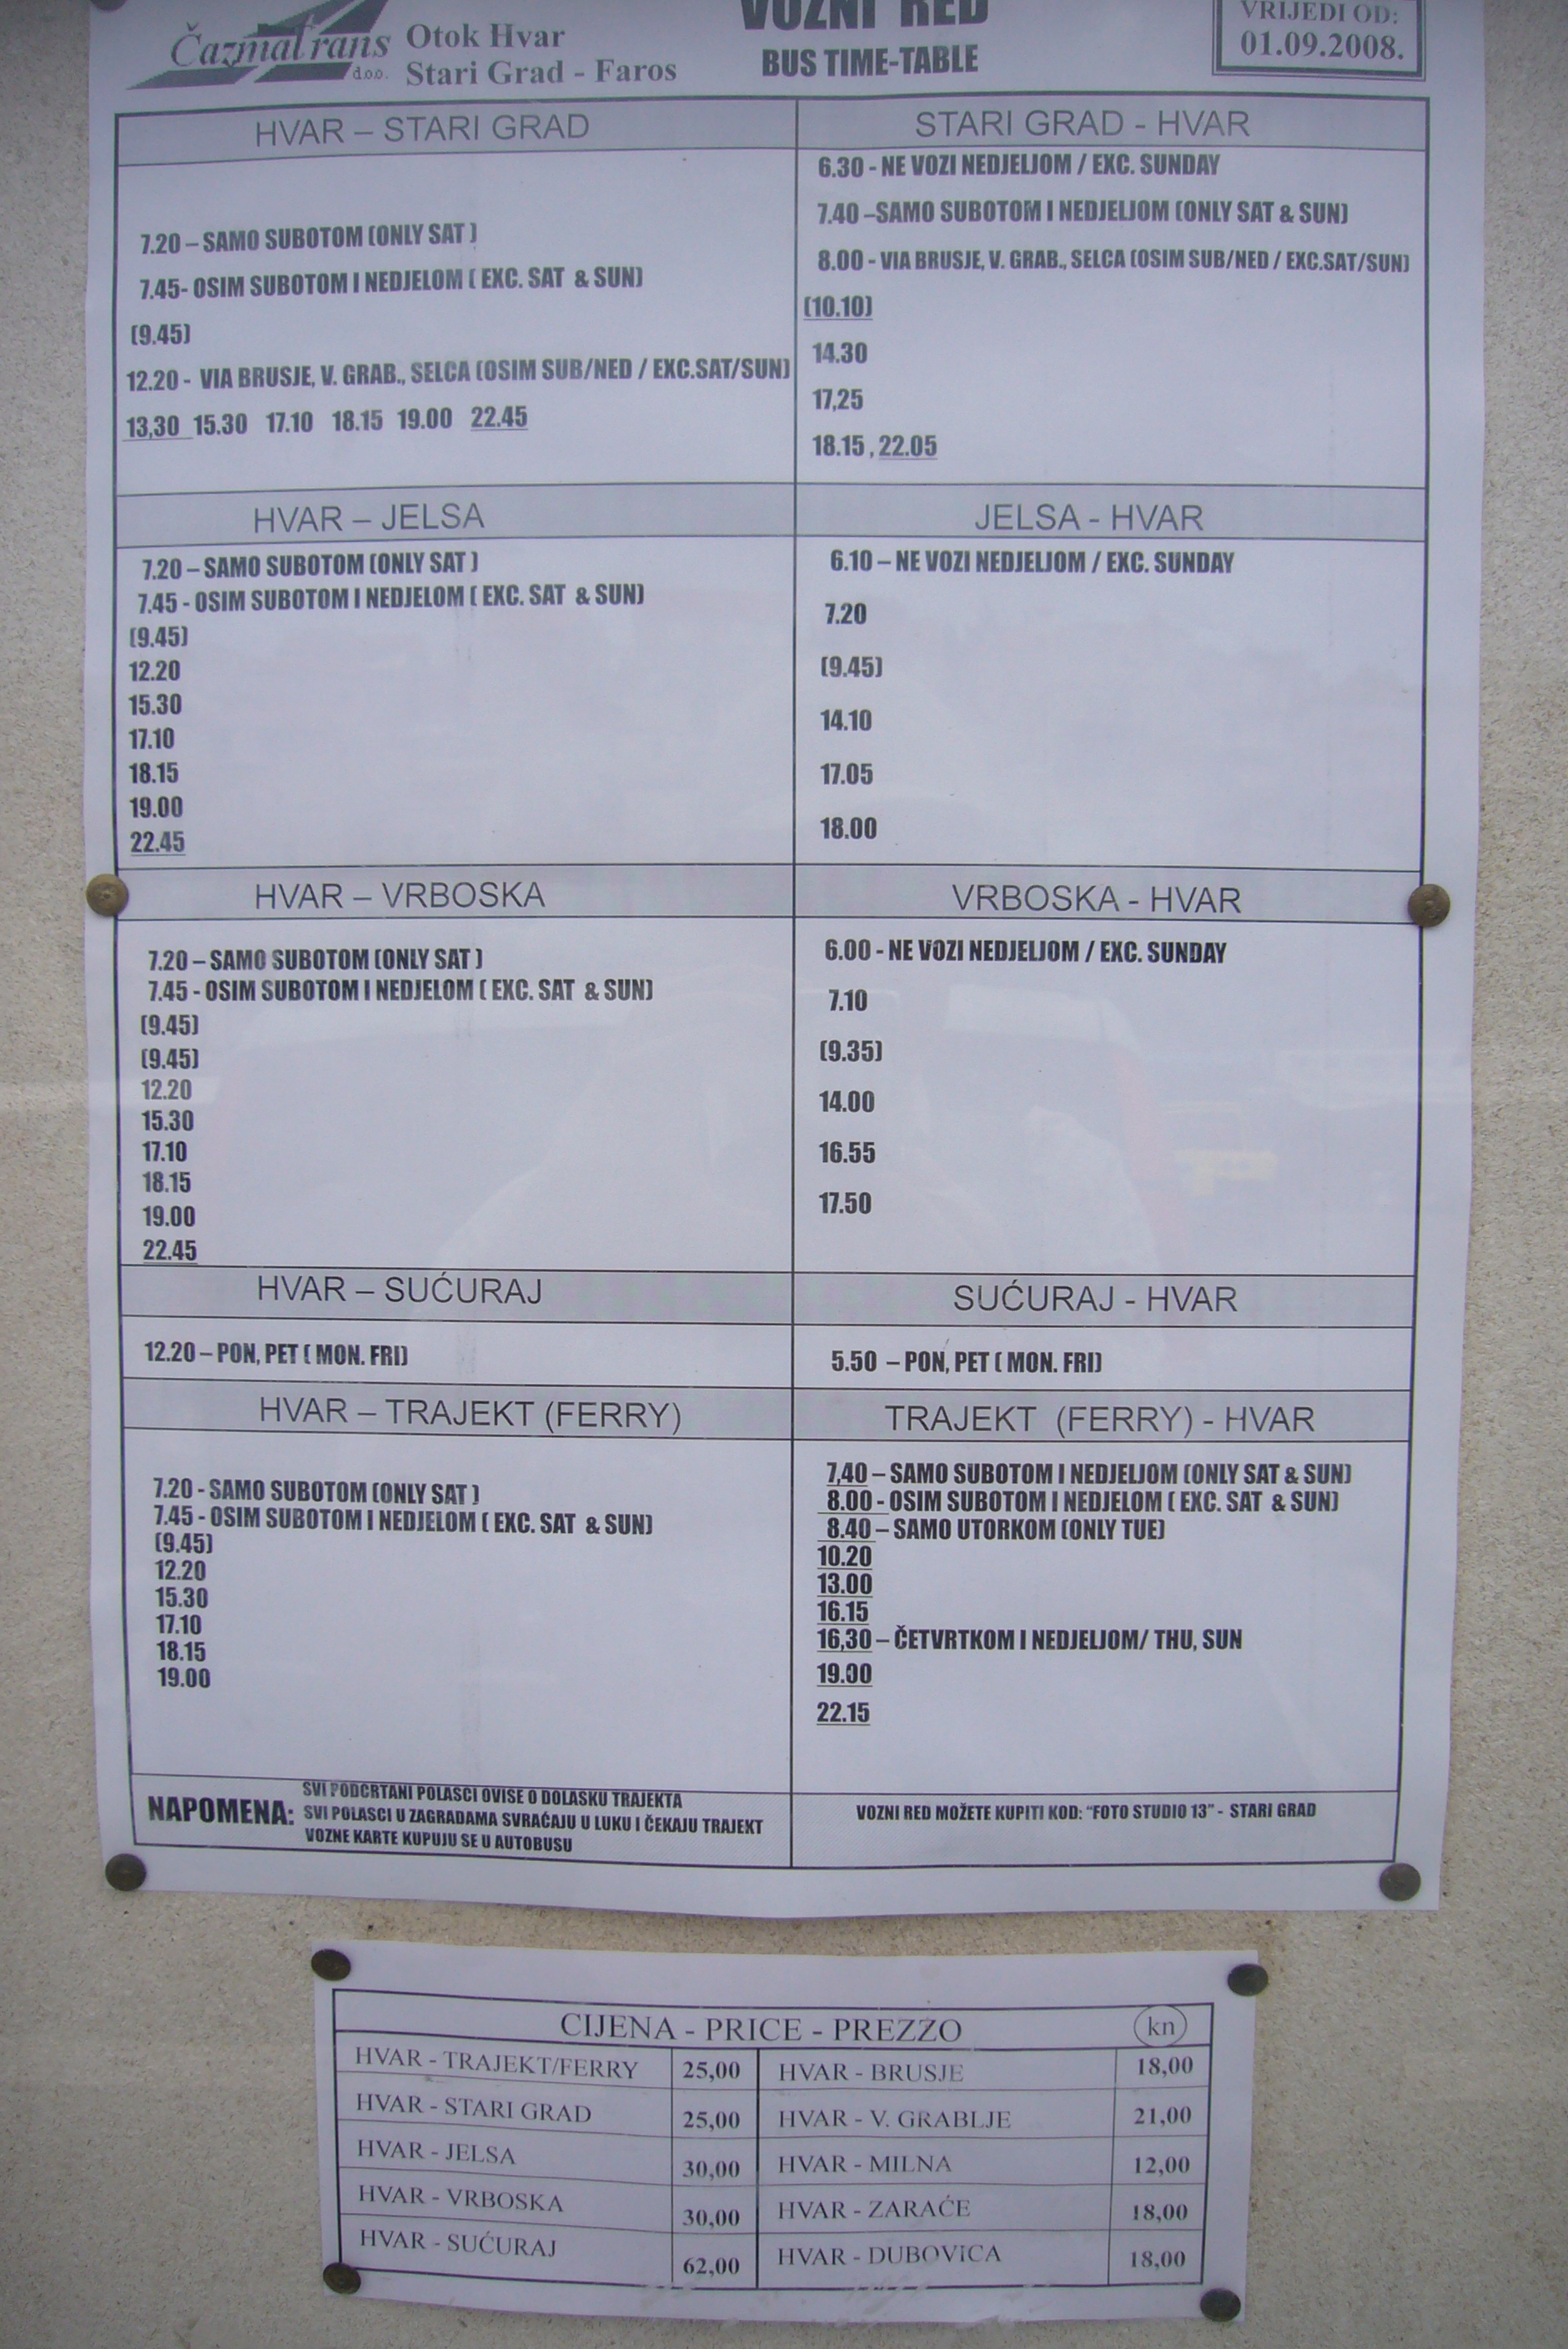 ČazmaTrans
d.o.o.
Otok Hvar
Stari Grad - Faros
VOZNI RED
BUS TIME-TABLE
VRIJEDI OD:
01.09.2008.
HVAR – STARI GRAD
7.20 – SAMO SUBOTOM (ONLY SAT )
7.45- OSIM SUBOTOM I NEDJELOM ( EXC. SAT & SUN)
(9.45)
12.20 - VIA BRUSJE, V. GRAB., SELCA (OSIM SUB/NED / EXC.SAT/SUN)
13,30 15.30 17.10 18.15 19.00 22.45
STARI GRAD - HVAR
6.30 - NE VOZI NEDJELJOM / EXC. SUNDAY
7.40 –SAMO SUBOTOM I NEDJELJOM (ONLY SAT & SUN)
8.00 - VIA BRUSJE, V. GRAB., SELCA (OSIM SUB/NED / EXC.SAT/SUN)
(10.10)
14.30
17,25
18.15 , 22.05
HVAR – JELSA
7.20 – SAMO SUBOTOM (ONLY SAT )
7.45 - OSIM SUBOTOM I NEDJELOM ( EXC. SAT & SUN)
(9.45)
12.20
15.30
17.10
18.15
19.00
22.45
JELSA - HVAR
6.10 – NE VOZI NEDJELJOM / EXC. SUNDAY
7.20
(9.45)
14.10
17.05
18.00
HVAR – VRBOSKA
7.20 – SAMO SUBOTOM (ONLY SAT )
7.45 - OSIM SUBOTOM I NEDJELOM ( EXC. SAT & SUN)
(9.45)
(9.45)
12.20
15.30
17.10
18.15
19.00
22.45
VRBOSKA - HVAR
6.00 - NE VOZI NEDJELJOM / EXC. SUNDAY
7.10
(9.35)
14.00
16.55
17.50
HVAR – SUĆURAJ
12.20 – PON, PET ( MON. FRI)
SUĆURAJ - HVAR
5.50 – PON, PET ( MON. FRI)
HVAR – TRAJEKT (FERRY)
7.20 - SAMO SUBOTOM (ONLY SAT )
7.45 - OSIM SUBOTOM I NEDJELOM ( EXC. SAT & SUN)
(9.45)
12.20
15.30
17.10
18.15
19.00
TRAJEKT (FERRY) - HVAR
7,40 – SAMO SUBOTOM I NEDJELJOM (ONLY SAT & SUN)
8.00 - OSIM SUBOTOM I NEDJELOM ( EXC. SAT & SUN)
8.40 – SAMO UTORKOM (ONLY TUE)
10.20
13.00
16.15
16,30 – ČETVRTKOM I NEDJELJOM/ THU, SUN
19.00
22.15
NAPOMENA:
SVI PODCRTANI POLASCI OVISE O DOLASKU TRAJEKTA
SVI POLASCI U ZAGRADAMA SVRAĆAJU U LUKU I ČEKAJU TRAJEKT
VOZNE KARTE KUPUJU SE U AUTOBUSU
VOZNI RED MOŽETE KUPITI KOD: “FOTO STUDIO 13” - STARI GRAD
CIJENA - PRICE - PREZZO kn
HVAR - TRAJEKT/FERRY 25,00 HVAR - BRUSJE 18,00
HVAR - STARI GRAD 25,00 HVAR - V. GRABLJE 21,00
HVAR - JELSA 30,00 HVAR - MILNA 12,00
HVAR - VRBOSKA 30,00 HVAR - ZARAĆE 18,00
HVAR - SUĆURAJ 62,00 HVAR - DUBOVICA 18,00